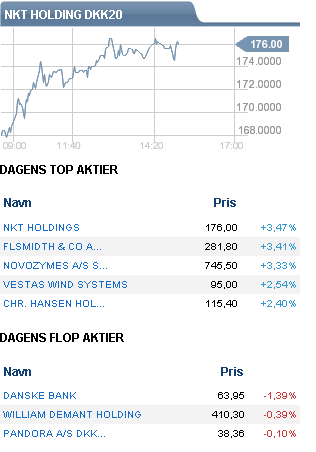 NKT HOLDING DKK20
176.00
174.0000
172.0000
170.0000
168.0000
09:00 11:40 14:20 17:00
DAGENS TOP AKTIER
Navn Pris
NKT HOLDINGS 176,00 +3,47%
FLSMIDTH & CO A... 281,80 +3,41%
NOVOZYMES A/S S... 745,50 +3,33%
VESTAS WIND SYSTEMS 95,00 +2,54%
CHR. HANSEN HOL... 115,40 +2,40%
DAGENS FLOP AKTIER
Navn Pris
DANSKE BANK 63,95 -1,39%
WILLIAM DEMANT HOLDING 410,30 -0,39%
PANDORA A/S DKK... 38,36 -0,10%